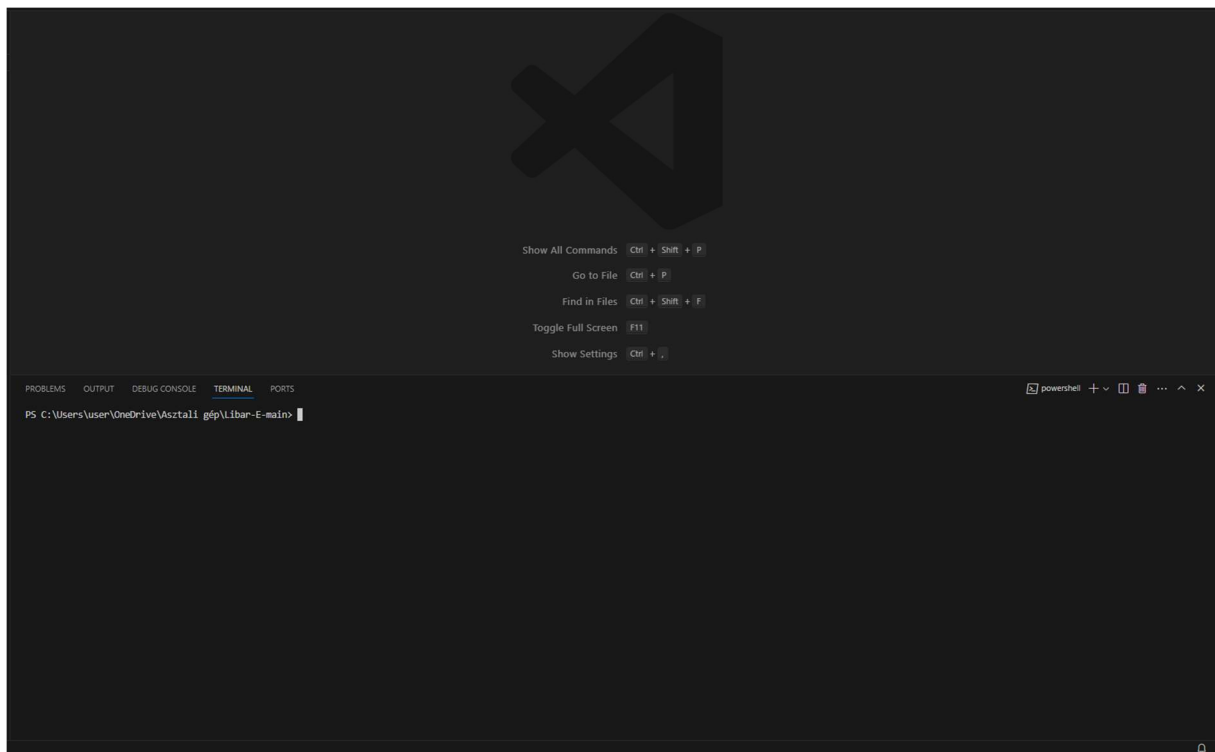 Show All Commands Ctrl + Shift + P
Go to File Ctrl + P
Find in Files Ctrl + Shift + F
Toggle Full Screen F11
Show Settings Ctrl + ,
PROBLEMS OUTPUT DEBUG CONSOLE TERMINAL PORTS powershell
PS C:\Users\user\OneDrive\Asztali gép\Libar-E-main>